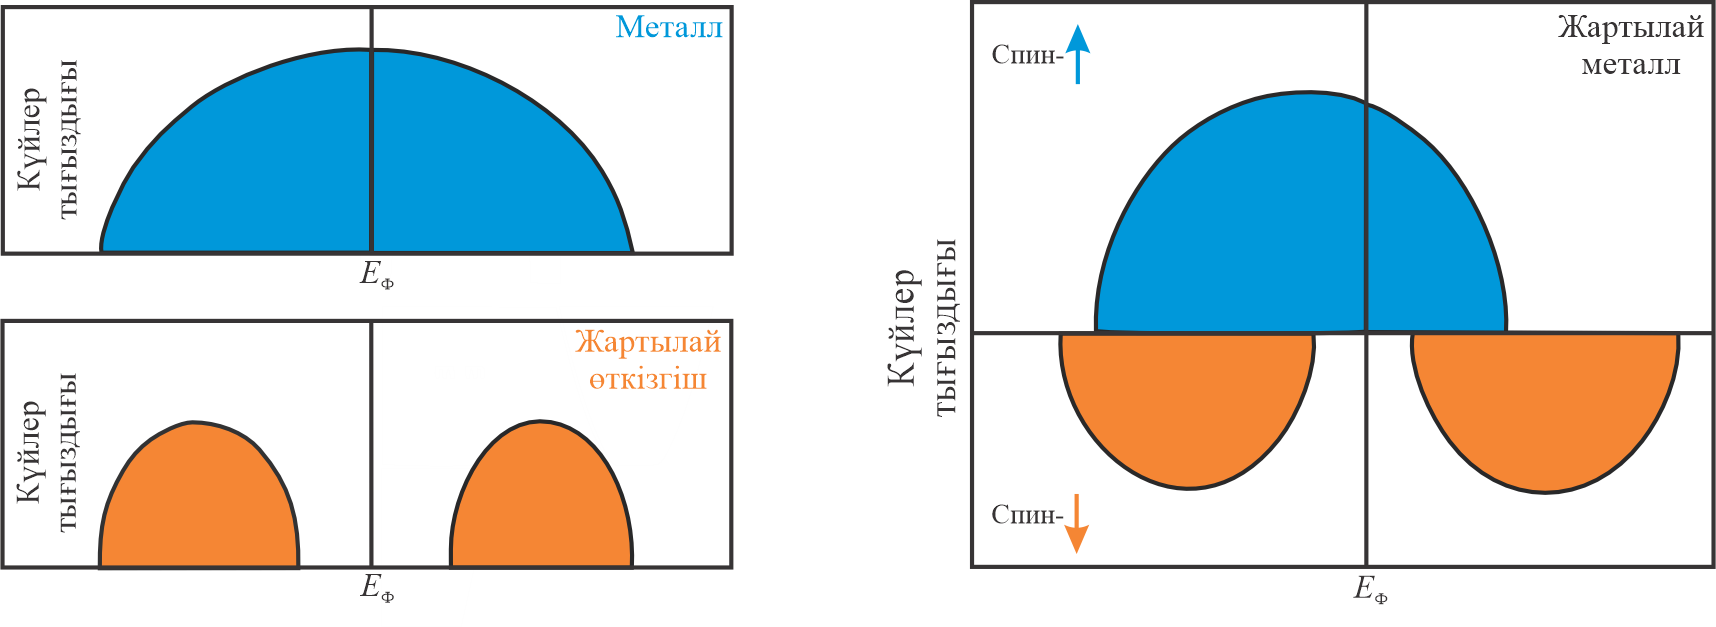 Металл
Күйлер
тығыздығы
EФ
Жартылай
өткізгіш
Күйлер
тығыздығы
EФ
Спин-
Жартылай
металл
Күйлер
тығыздығы
Спин-
EФ